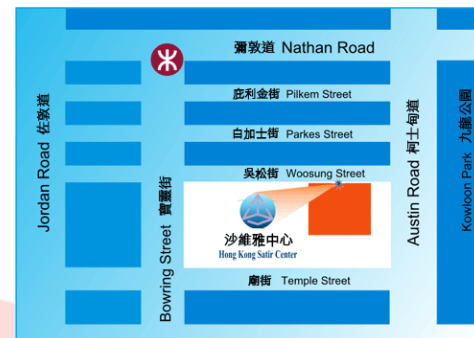 彌敦道 Nathan Road
庇利金街 Pilkem Street
白加士街 Parkes Street
吳松街 Woosung Street
沙維雅中心
Hong Kong Satir Center
廟街 Temple Street
Jordan Road 佐敦道
Bowring Street 寶靈街
Austin Road 柯士甸道
Kowloon Park 九龍公園